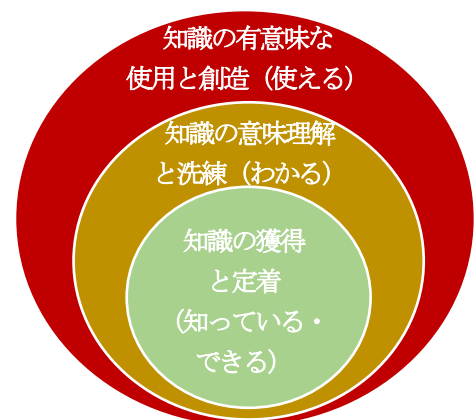 知識の有意味な
使用と創造（使える）
知識の意味理解
と洗練（わかる）
知識の獲得
と定着
（知っている・
できる）